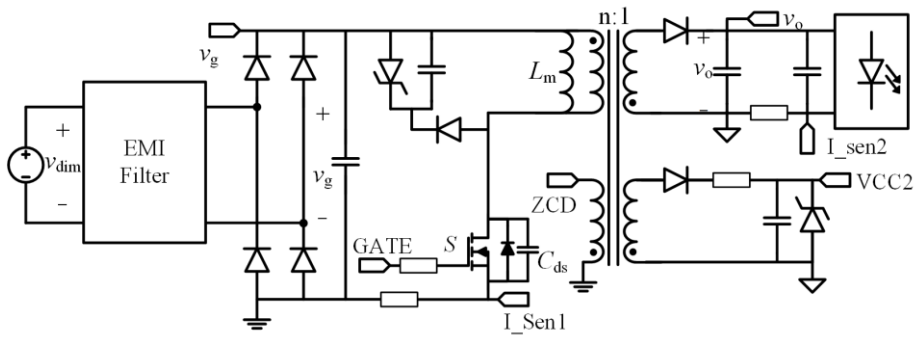 n:1
v_g
v_o
+
L_m
v_o
+
EMI
Filter
v_dim
+
v_g
–
–
–
I_sen2
ZCD
VCC2
GATE
S
C_ds
I_Sen1